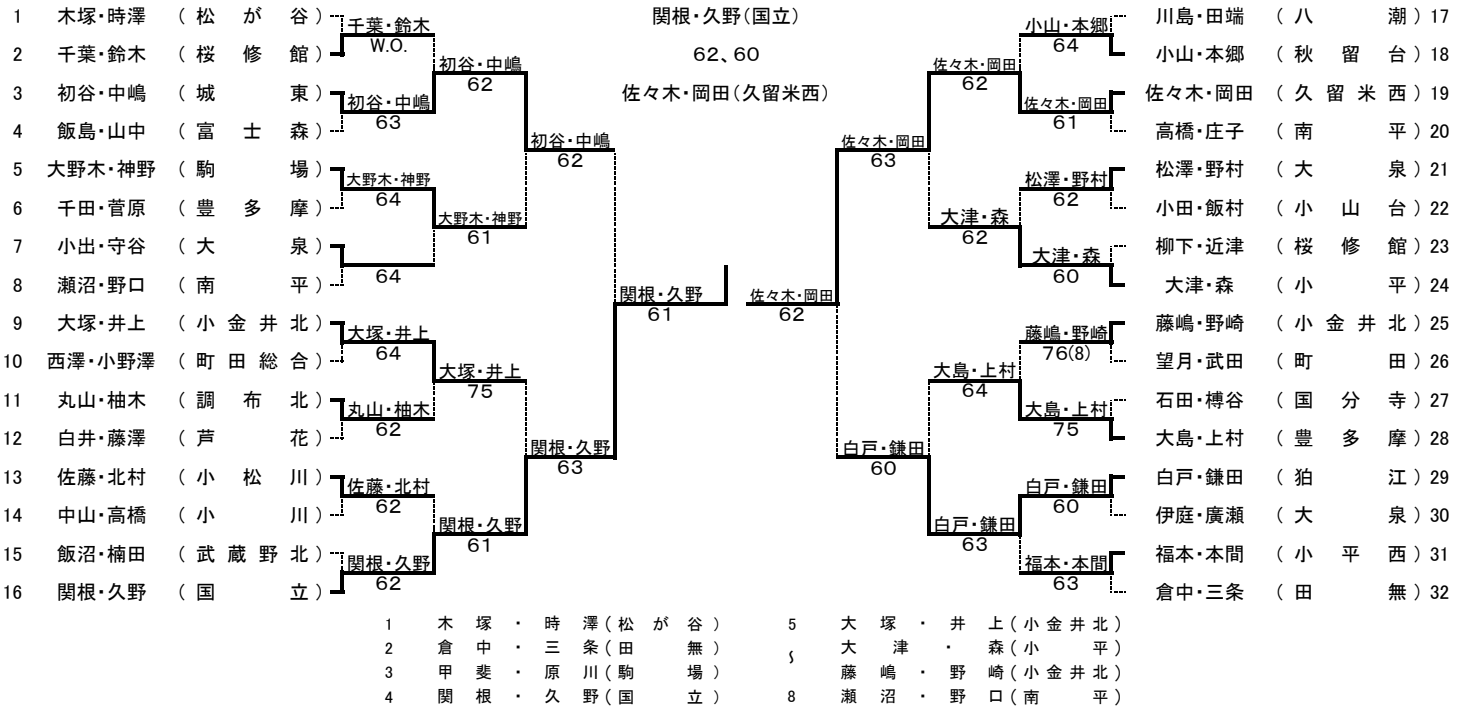 関根・久野(国立)
62、60
佐々木・岡田(久留米西)
1 木塚・時澤 (松が谷)
2 千葉・鈴木 (桜修館)
3 初谷・中嶋 (城東)
4 飯島・山中 (富士森)
5 大野木・神野 (駒場)
6 千田・菅原 (豊多摩)
7 小出・守谷 (大泉)
8 瀬沼・野口 (南平)
9 大塚・井上 (小金井北)
10 西澤・小野澤 (町田総合)
11 丸山・柚木 (調布北)
12 白井・藤澤 (芦花)
13 佐藤・北村 (小松川)
14 中山・高橋 (小川)
15 飯沼・楠田 (武蔵野北)
16 関根・久野 (国立)
千葉・鈴木
W.O.
初谷・中嶋
63
大野木・神野
64
64
大塚・井上
64
丸山・柚木
62
佐藤・北村
62
関根・久野
62
初谷・中嶋
62
大野木・神野
61
大塚・井上
75
関根・久野
61
初谷・中嶋
62
関根・久野
63
関根・久野
61
佐々木・岡田
62
佐々木・岡田
63
白戸・鎌田
60
佐々木・岡田
62
大津・森
62
大島・上村
64
白戸・鎌田
63
小山・本郷
64
佐々木・岡田
61
松澤・野村
62
大津・森
60
藤嶋・野崎
76(8)
大島・上村
75
白戸・鎌田
60
福本・本間
63
川島・田端 (八潮) 17
小山・本郷 (秋留台) 18
佐々木・岡田 (久留米西) 19
高橋・庄子 (南平) 20
松澤・野村 (大泉) 21
小田・飯村 (小山台) 22
柳下・近津 (桜修館) 23
大津・森 (小平) 24
藤嶋・野崎 (小金井北) 25
望月・武田 (町田) 26
石田・榑谷 (国分寺) 27
大島・上村 (豊多摩) 28
白戸・鎌田 (狛江) 29
伊庭・廣瀬 (大泉) 30
福本・本間 (小平西) 31
倉中・三条 (田無) 32
1 木塚・時澤(松が谷)
2 倉中・三条(田無)
3 甲斐・原川(駒場)
4 関根・久野(国立)
5 大塚・井上(小金井北)
〜 大津・森(小平)
藤嶋・野崎(小金井北)
8 瀬沼・野口(南平)